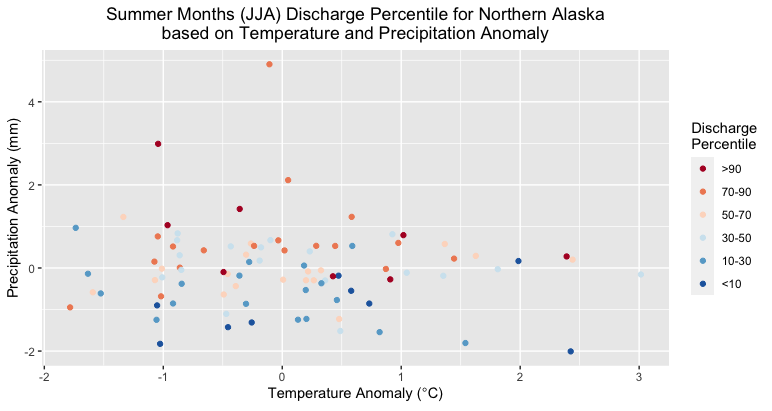 Summer Months (JJA) Discharge Percentile for Northern Alaska
based on Temperature and Precipitation Anomaly
Precipitation Anomaly (mm)
4
2
0
-2
-2
-1
0
1
2
3
Temperature Anomaly (°C)
Discharge
Percentile
>90
70-90
50-70
30-50
10-30
<10